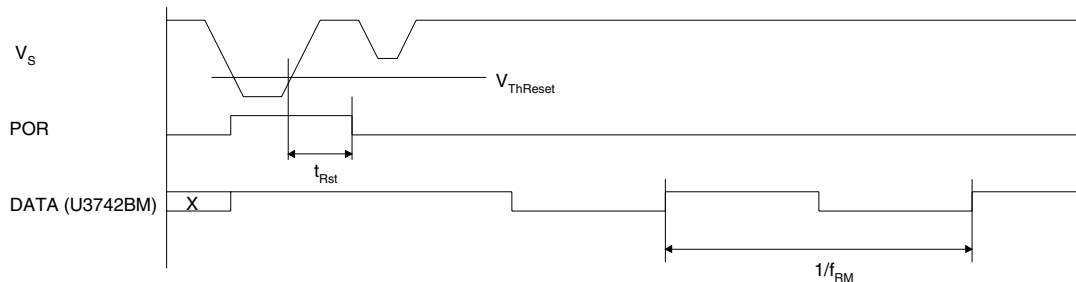 V_S
V_ThReset
POR
t_Rst
DATA (U3742BM)
X
1/f_RM